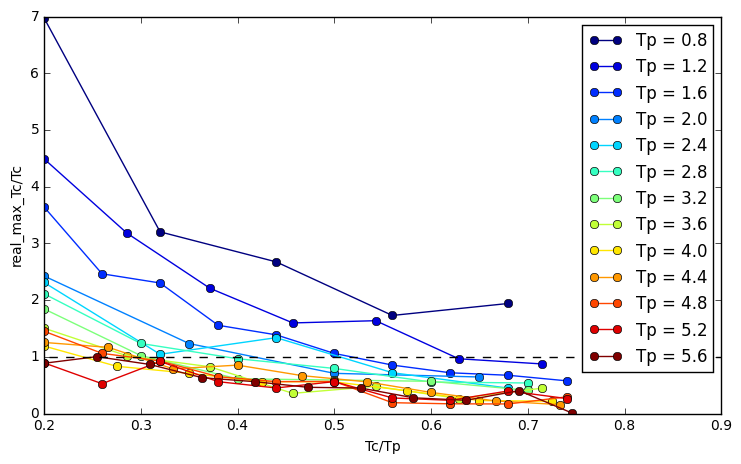 7
6
5
4
3
2
1
0
real_max_Tc/Tc
0.2 0.3 0.4 0.5 0.6 0.7 0.8 0.9
Tc/Tp
Tp = 0.8
Tp = 1.2
Tp = 1.6
Tp = 2.0
Tp = 2.4
Tp = 2.8
Tp = 3.2
Tp = 3.6
Tp = 4.0
Tp = 4.4
Tp = 4.8
Tp = 5.2
Tp = 5.6